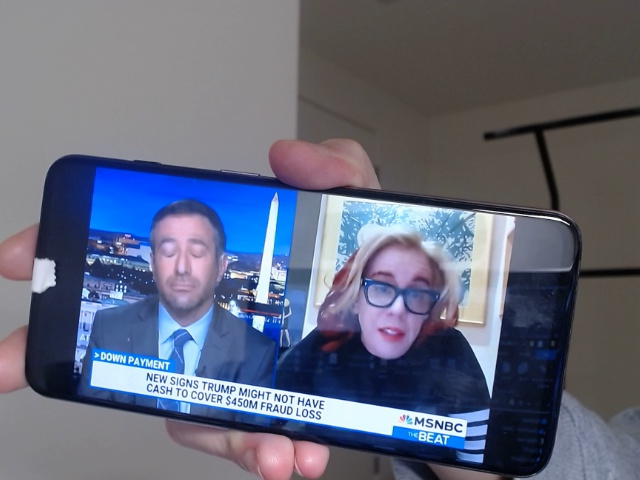 >DOWN PAYMENT
NEW SIGNS TRUMP MIGHT NOT HAVE
CASH TO COVER $450M FRAUD LOSS
MSNBC
THE BEAT